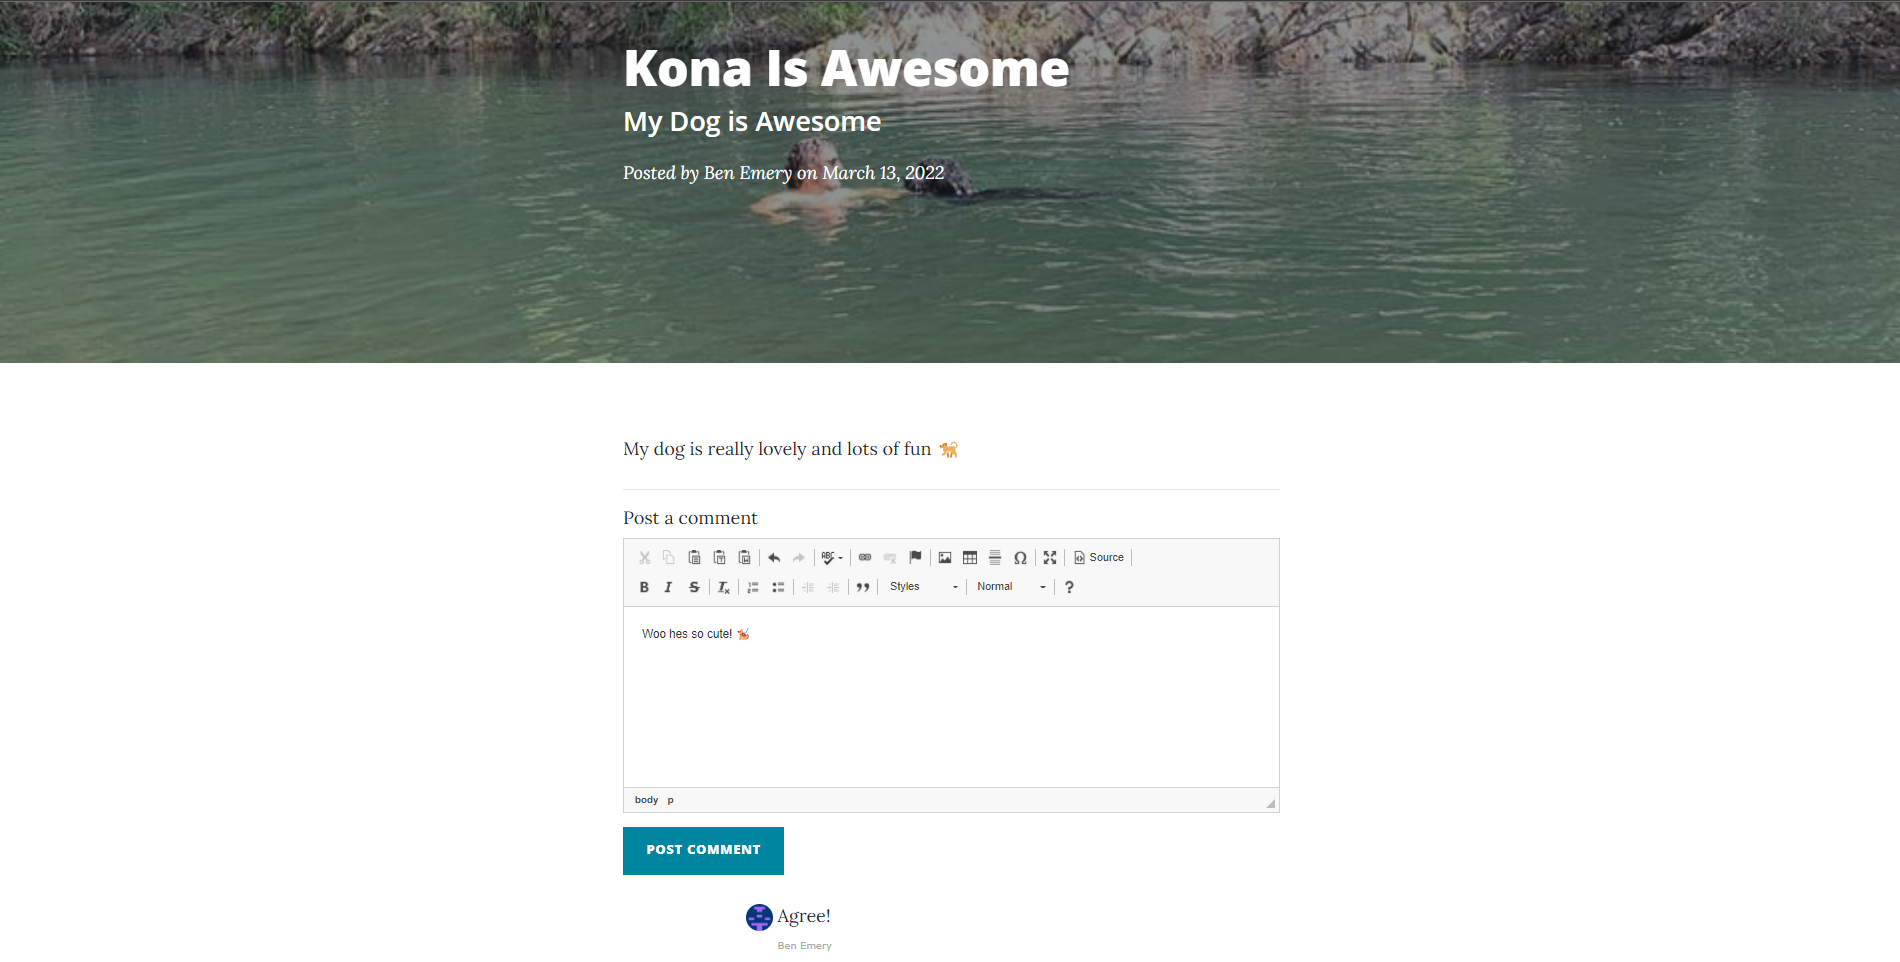 Kona Is Awesome
My Dog is Awesome
Posted by Ben Emery on March 13, 2022
My dog is really lovely and lots of fun 🐕
Post a comment
ABC Ω Source
B I S Ix Styles Normal ?
Woo hes so cute! 🐕
body p
POST COMMENT
Agree!
Ben Emery